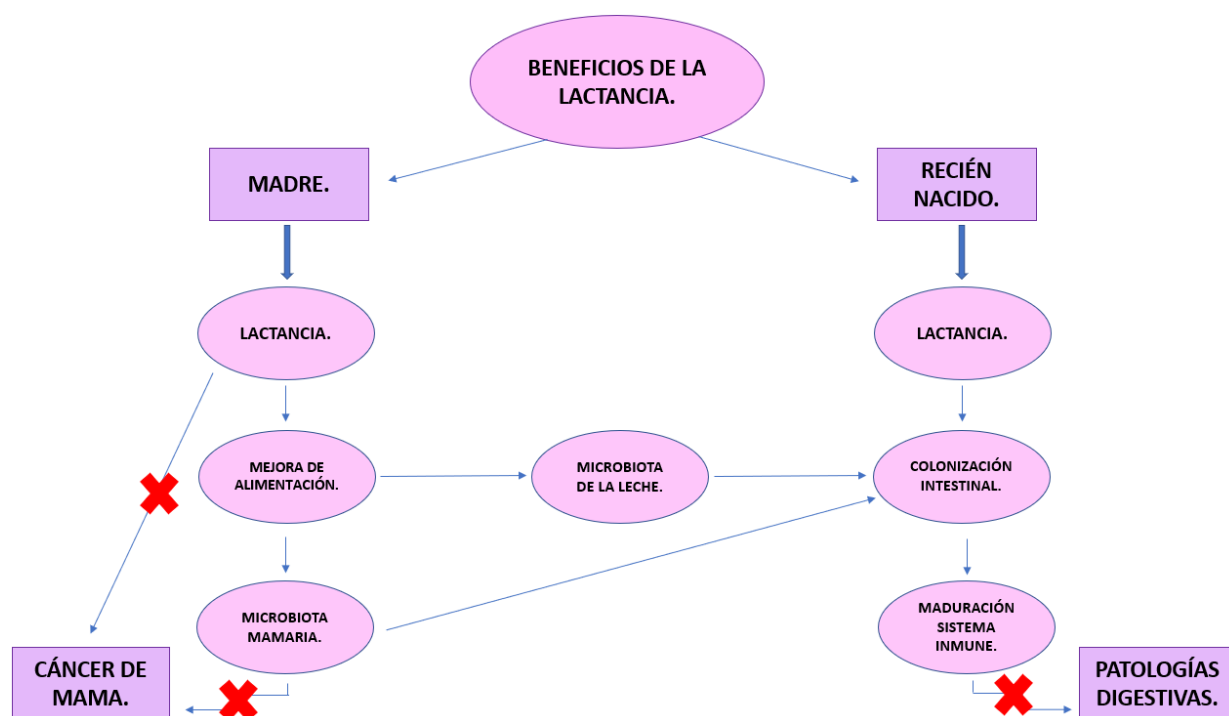 BENEFICIOS DE LA
LACTANCIA.
MADRE.
RECIÉN
NACIDO.
LACTANCIA.
LACTANCIA.
MEJORA DE
ALIMENTACIÓN.
MICROBIOTA
DE LA LECHE.
COLONIZACIÓN
INTESTINAL.
MICROBIOTA
MAMARIA.
MADURACIÓN
SISTEMA
INMUNE.
CÁNCER DE
MAMA.
PATOLOGÍAS
DIGESTIVAS.